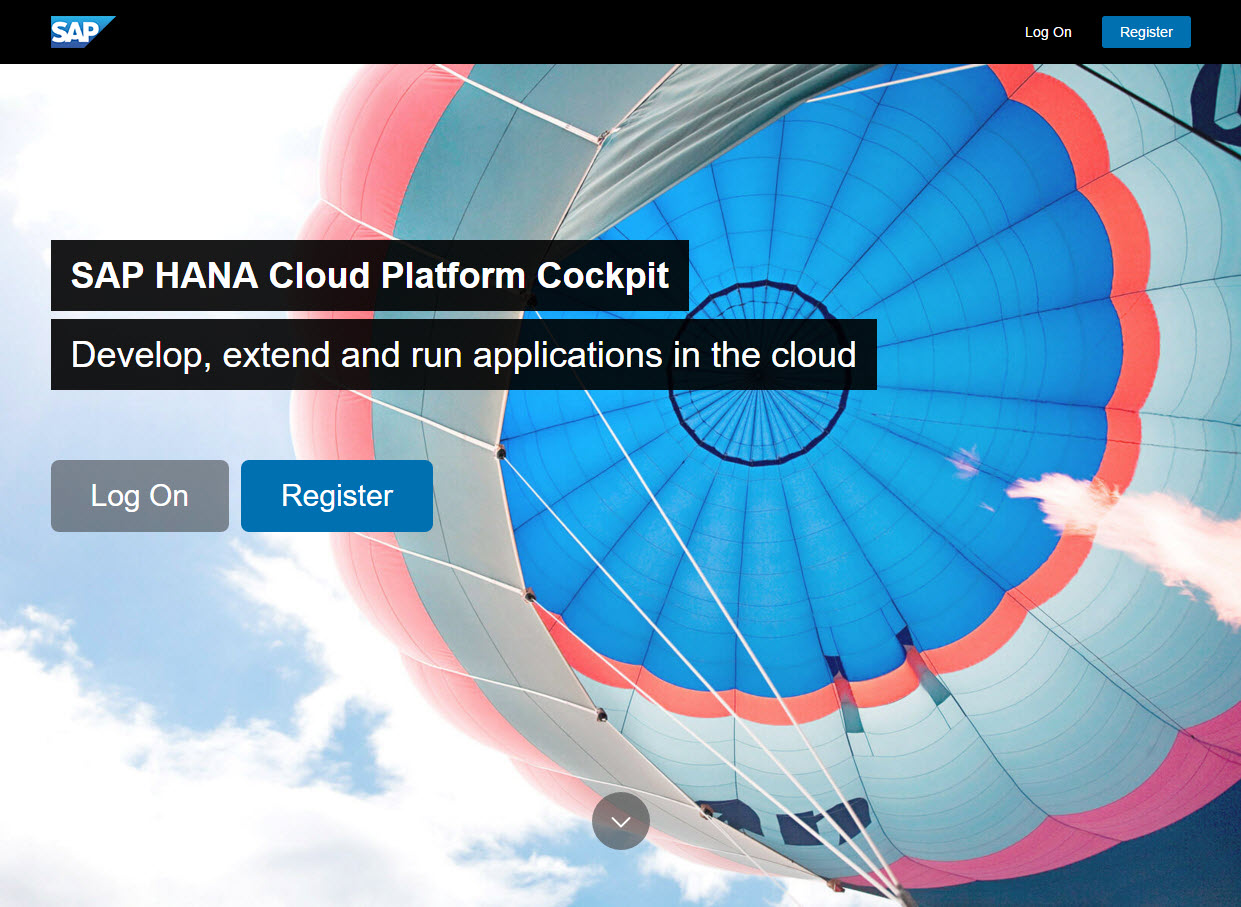 SAP
Log On
Register
SAP HANA Cloud Platform Cockpit
Develop, extend and run applications in the cloud
Log On
Register